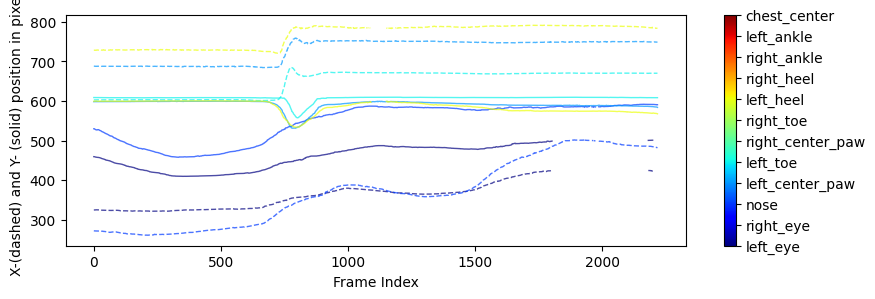 X-(dashed) and Y- (solid) position in pixe
800
700
600
500
400
300
0
500
1000
1500
2000
Frame Index
chest_center
left_ankle
right_ankle
right_heel
left_heel
right_toe
right_center_paw
left_toe
left_center_paw
nose
right_eye
left_eye